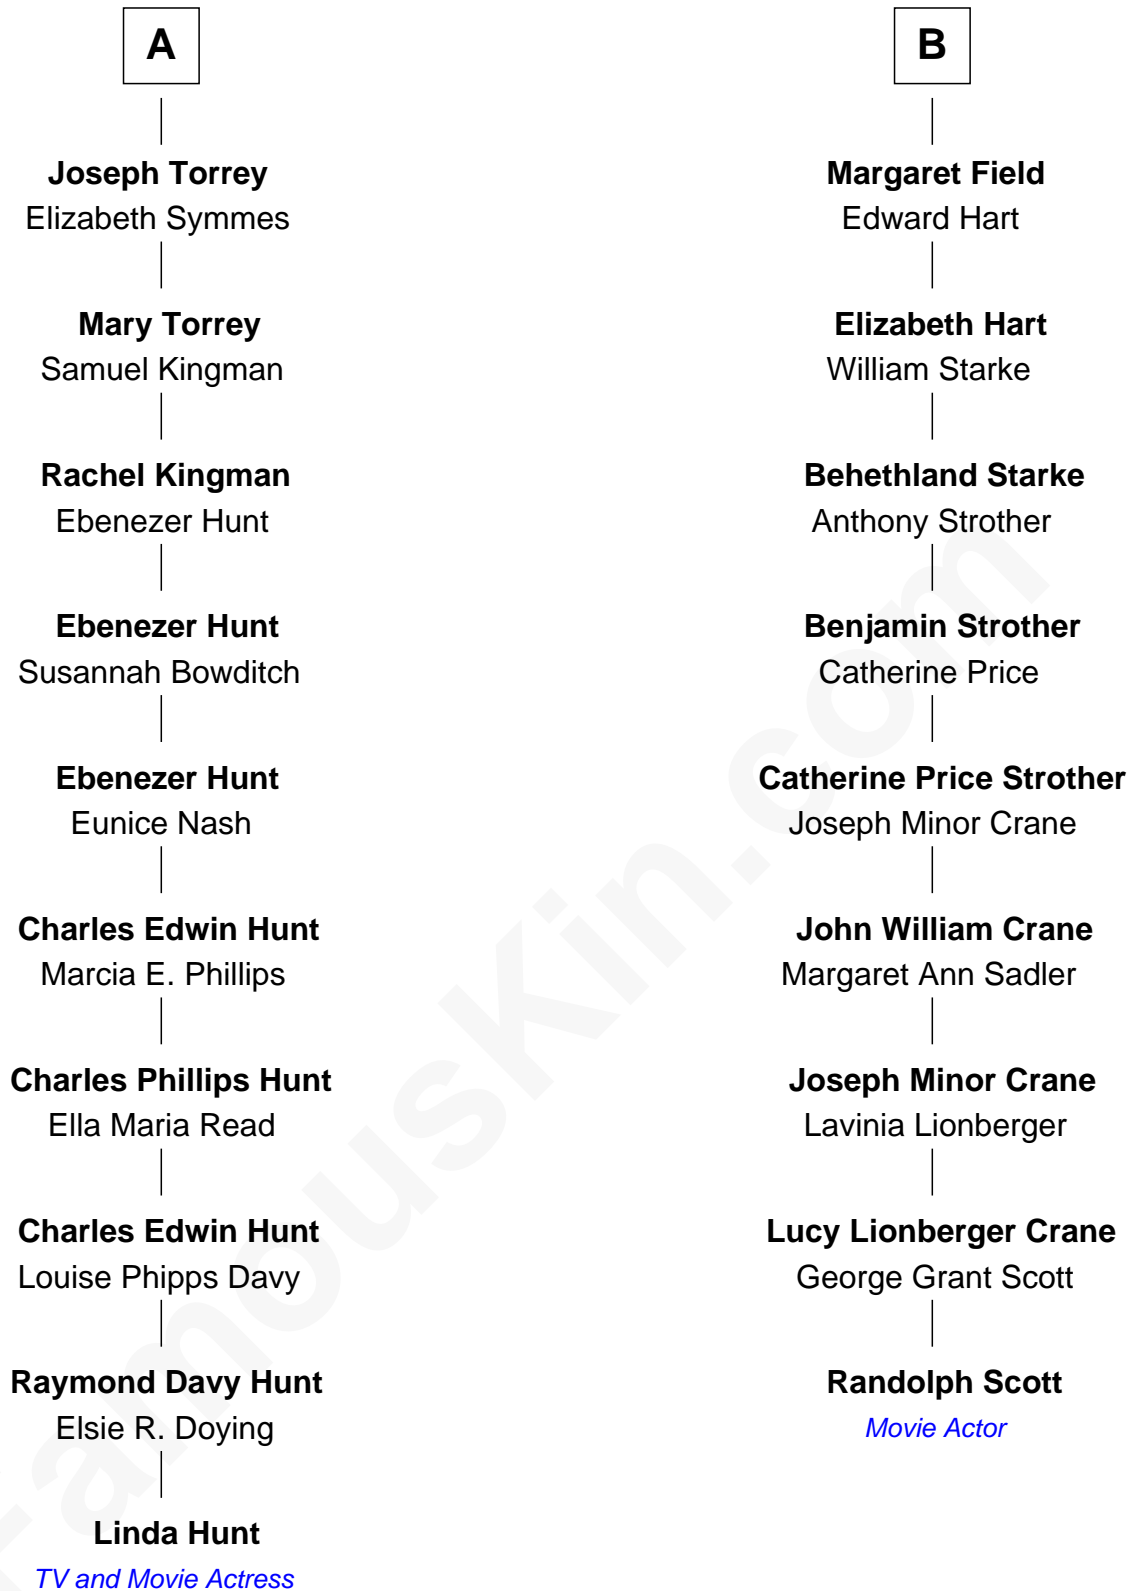 A
Joseph Torrey
Elizabeth Symmes
Mary Torrey
Samuel Kingman
Rachel Kingman
Ebenezer Hunt
Ebenezer Hunt
Susannah Bowditch
Ebenezer Hunt
Eunice Nash
Charles Edwin Hunt
Marcia E. Phillips
Charles Phillips Hunt
Ella Maria Read
Charles Edwin Hunt
Louise Phipps Davy
Raymond Davy Hunt
Elsie R. Doying
Linda Hunt
TV and Movie Actress
B
Margaret Field
Edward Hart
Elizabeth Hart
William Starke
Behethland Starke
Anthony Strother
Benjamin Strother
Catherine Price
Catherine Price Strother
Joseph Minor Crane
John William Crane
Margaret Ann Sadler
Joseph Minor Crane
Lavinia Lionberger
Lucy Lionberger Crane
George Grant Scott
Randolph Scott
Movie Actor
FamousKin.com